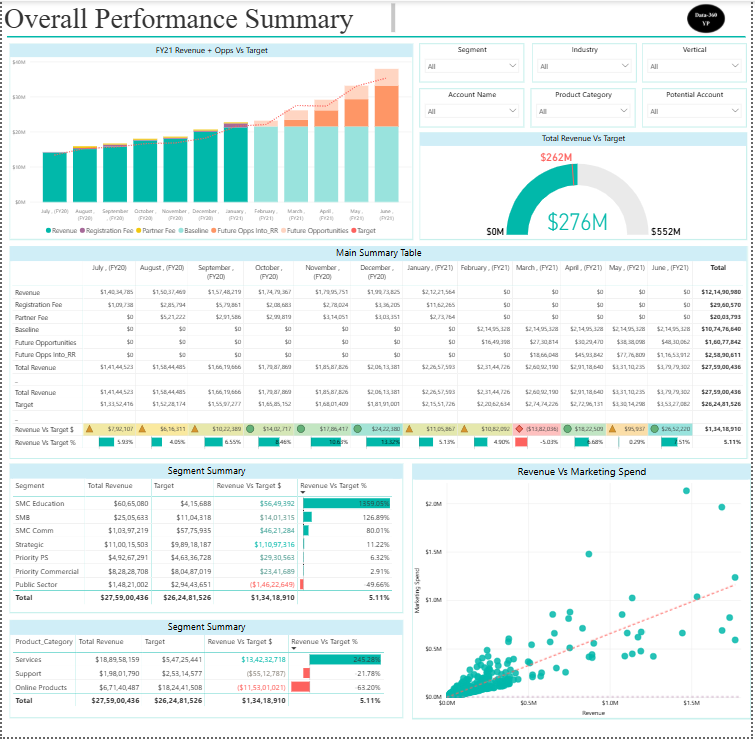 Overall Performance Summary
Data-360
VP
FY21 Revenue + Opps Vs Target
$40M
$30M
$20M
$10M
$0M
July , (FY20) August , (FY20) September , (FY20) October , (FY20) November , (FY20) December , (FY20) January , (FY21) February , (FY21) March , (FY21) April , (FY21) May , (FY21) June , (FY21)
Revenue Registration Fee Partner Fee Baseline Future Opps Into_RR Future Opportunities Target
Segment Industry Vertical
All All All
Account Name Product Category Potential Account
All All All
Total Revenue Vs Target
$262M
$276M
$0M $552M
Main Summary Table
July , (FY20) August , (FY20) September , (FY20) October , (FY20) November , (FY20) December , (FY20) January , (FY21) February , (FY21) March , (FY21) April , (FY21) May , (FY21) June , (FY21) Total
Revenue $1,40,34,785 $1,50,37,469 $1,57,48,219 $1,74,79,367 $1,79,95,751 $1,99,73,825 $2,12,21,564 $0 $0 $0 $0 $0 $12,14,90,980
Registration Fee $1,09,738 $2,85,794 $5,79,861 $2,08,683 $2,78,024 $3,36,205 $11,62,265 $0 $0 $0 $0 $0 $29,60,570
Partner Fee $0 $5,21,222 $2,91,586 $2,99,819 $3,14,051 $3,03,351 $2,73,764 $0 $0 $0 $0 $0 $20,03,793
Baseline $0 $0 $0 $0 $0 $0 $0 $2,14,95,328 $2,14,95,328 $2,14,95,328 $2,14,95,328 $2,14,95,328 $10,74,76,640
Future Opportunities $0 $0 $0 $0 $0 $0 $0 $16,49,398 $27,30,814 $30,29,470 $38,38,098 $48,30,062 $1,60,77,842
Future Opps Into_RR $0 $0 $0 $0 $0 $0 $0 $0 $18,66,048 $45,93,842 $77,76,809 $1,16,53,912 $2,58,90,611
Total Revenue $1,41,44,523 $1,58,44,485 $1,66,19,666 $1,79,87,869 $1,85,87,826 $2,06,13,381 $2,26,57,593 $2,31,44,726 $2,60,92,190 $2,91,18,640 $3,31,10,235 $3,79,79,302 $27,59,00,436
Total Revenue $1,41,44,523 $1,58,44,485 $1,66,19,666 $1,79,87,869 $1,85,87,826 $2,06,13,381 $2,26,57,593 $2,31,44,726 $2,60,92,190 $2,91,18,640 $3,31,10,235 $3,79,79,302 $27,59,00,436
Target $1,33,52,416 $1,52,28,174 $1,55,97,277 $1,65,85,152 $1,68,01,409 $1,81,91,001 $2,15,51,726 $2,20,62,634 $2,74,74,226 $2,72,96,131 $3,30,14,298 $3,53,27,082 $26,24,81,526
Revenue Vs Target $ $7,92,107 $6,16,311 $10,22,389 $14,02,717 $17,86,417 $24,22,380 $11,05,867 $10,82,092 ($13,82,036) $18,22,509 $95,937 $26,52,220 $1,34,18,910
Revenue Vs Target % 5.93% 4.05% 6.55% 8.46% 10.63% 13.32% 5.13% 4.90% -5.03% 6.68% 0.29% 7.51% 5.11%
Segment Summary
Segment Total Revenue Target Revenue Vs Target $ Revenue Vs Target %
SMC Education $60,65,080 $4,15,688 $56,49,392 1359.05%
SMB $25,05,633 $11,04,318 $14,01,315 126.89%
SMC Comm $1,03,97,219 $57,75,935 $46,21,284 80.01%
Strategic $11,00,15,503 $9,89,18,187 $1,10,97,316 11.22%
Priority PS $4,92,67,291 $4,63,36,728 $29,30,563 6.32%
Priority Commercial $8,28,28,708 $8,04,87,019 $23,41,689 2.91%
Public Sector $1,48,21,002 $2,94,43,651 ($1,46,22,649) -49.66%
Total $27,59,00,436 $26,24,81,526 $1,34,18,910 5.11%
Segment Summary
Product_Category Total Revenue Target Revenue Vs Target $ Revenue Vs Target %
Services $18,89,58,159 $5,47,25,441 $13,42,32,718 245.28%
Support $1,98,01,790 $2,53,14,577 ($55,12,787) -21.78%
Online Products $6,71,40,487 $18,24,41,508 ($11,53,01,021) -63.20%
Total $27,59,00,436 $26,24,81,526 $1,34,18,910 5.11%
Revenue Vs Marketing Spend
Marketing Spend
$2.0M
$1.5M
$1.0M
$0.5M
$0.0M
$0.0M $0.5M $1.0M $1.5M
Revenue